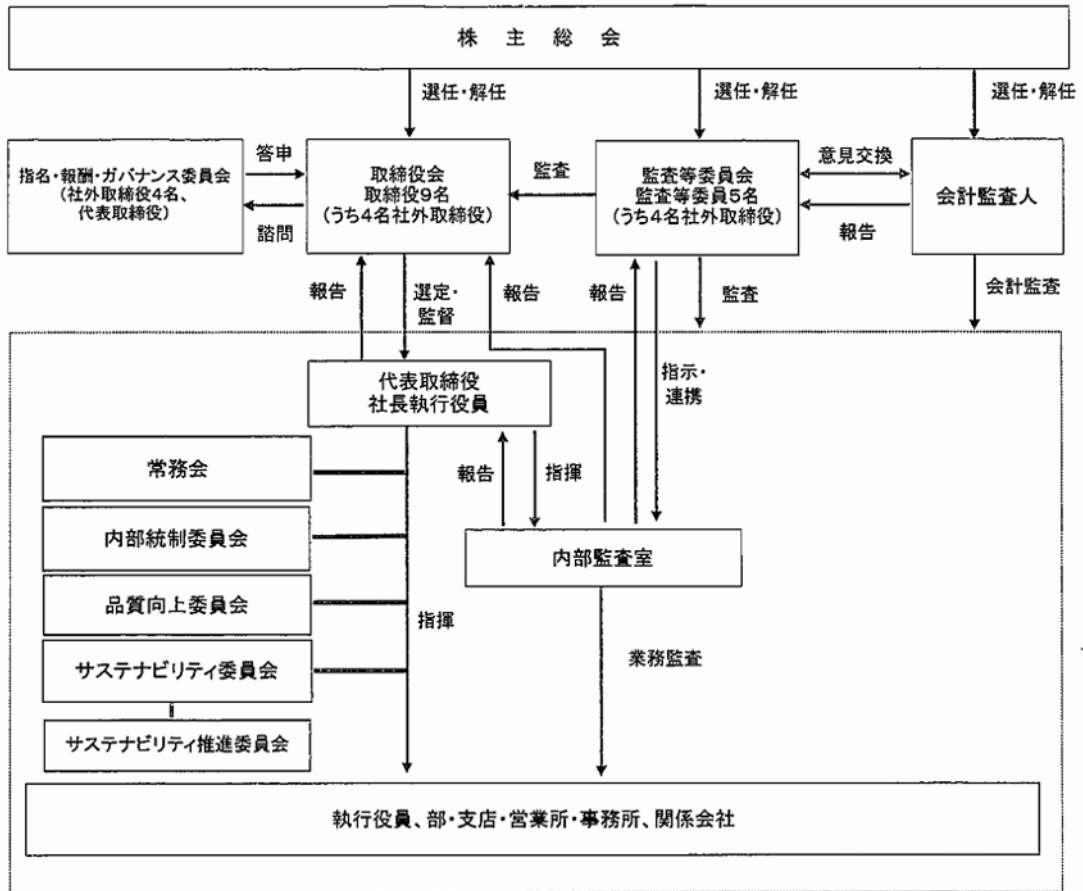 株主総会
選任・解任
選任・解任
選任・解任
指名・報酬・ガバナンス委員会
(社外取締役4名、
代表取締役)
答申
諮問
取締役会
取締役9名
(うち4名社外取締役)
監査
監査等委員会
監査等委員5名
(うち4名社外取締役)
意見交換
報告
会計監査人
報告
選定・
監督
報告
報告
監査
会計監査
指示・
連携
代表取締役
社長執行役員
報告
指揮
常務会
内部統制委員会
内部監査室
品質向上委員会
指揮
業務監査
サステナビリティ委員会
サステナビリティ推進委員会
執行役員、部・支店・営業所・事務所、関係会社